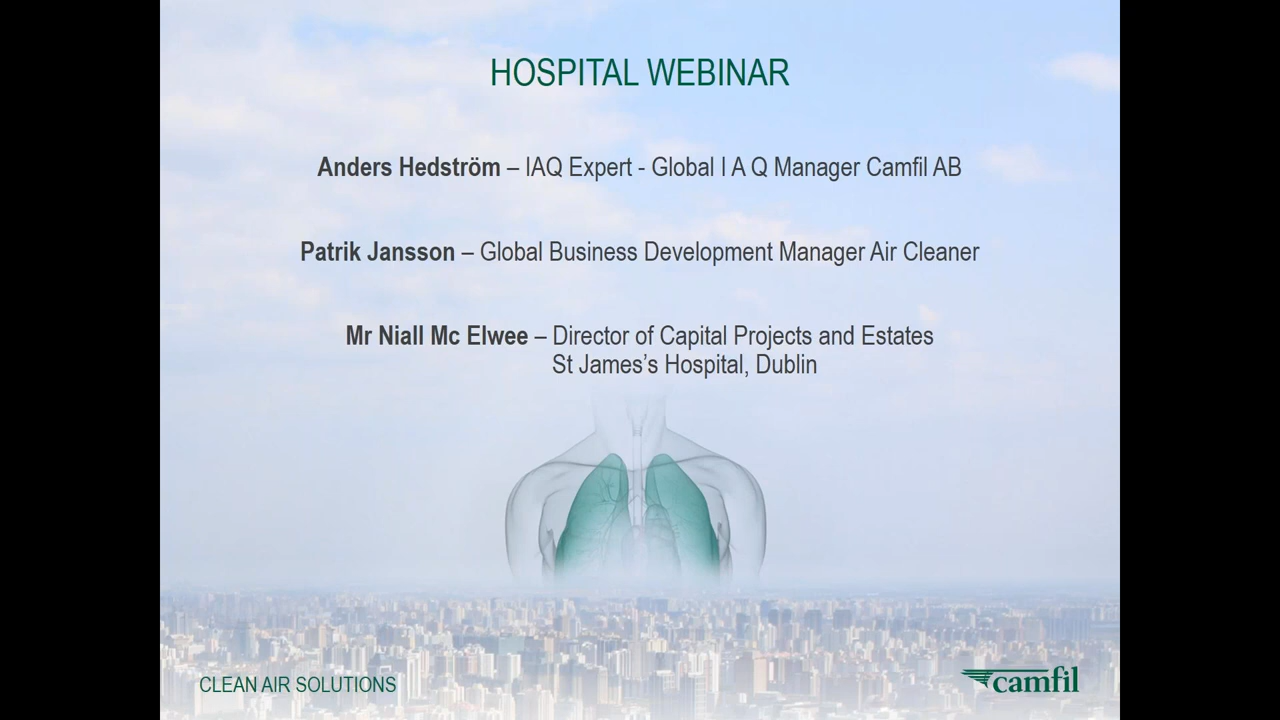 HOSPITAL WEBINAR
Anders Hedström – IAQ Expert - Global I A Q Manager Camfil AB
Patrik Jansson – Global Business Development Manager Air Cleaner
Mr Niall Mc Elwee – Director of Capital Projects and Estates
St James’s Hospital, Dublin
CLEAN AIR SOLUTIONS
camfil